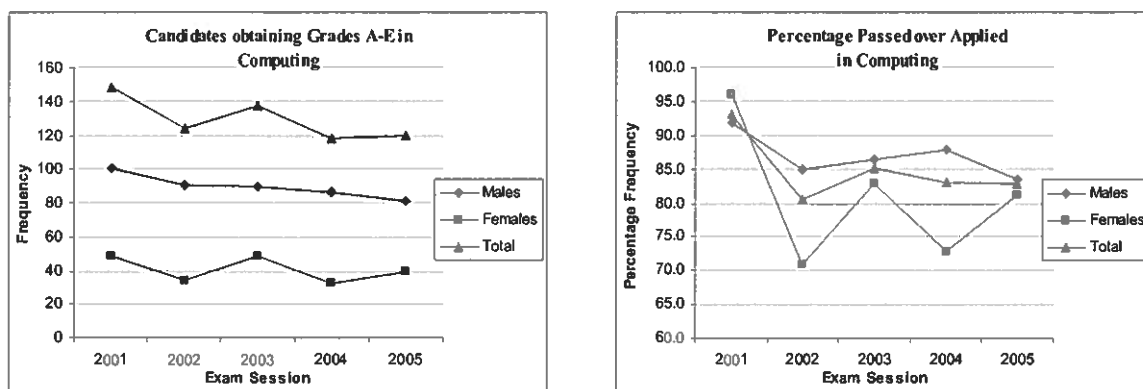 Candidates obtaining Grades A-E in
Computing
160
140
120
100
80
60
40
20
0
Frequency
2001 2002 2003 2004 2005
Exam Session
Males
Females
Total
Percentage Passed over Applied
in Computing
100.0
95.0
90.0
85.0
80.0
75.0
70.0
65.0
60.0
Percentage Frequency
2001 2002 2003 2004 2005
Exam Session
Males
Females
Total